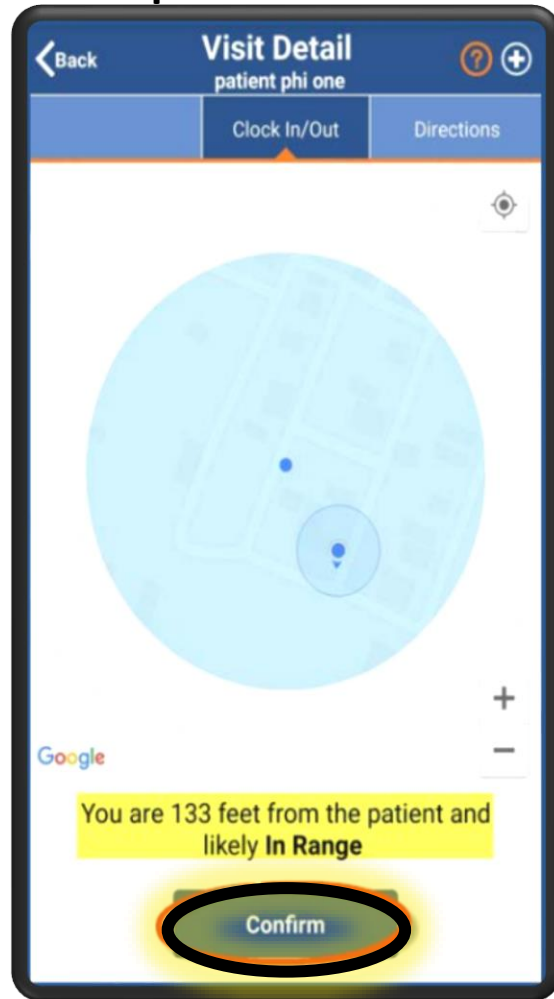 Back
Visit Detail
patient phi one
?
Clock In/Out
Directions
Google
You are 133 feet from the patient and
likely In Range
Confirm